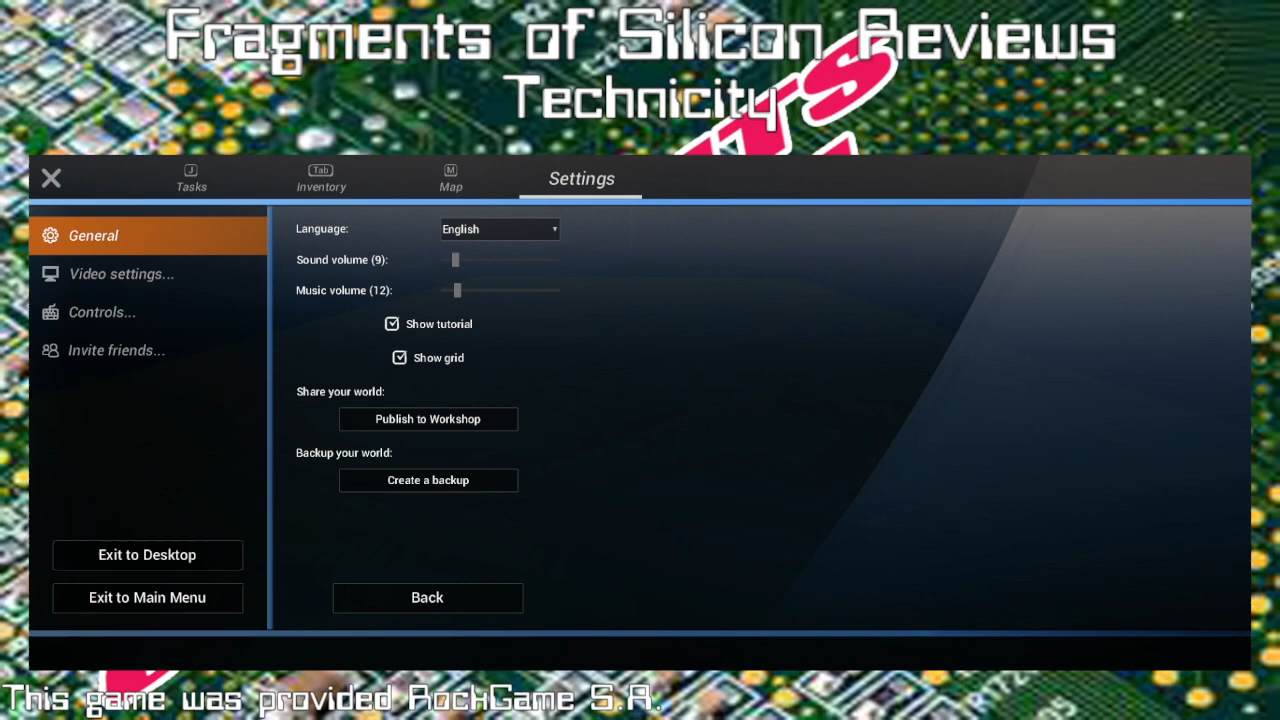 Fragments of Silicon Reviews
Technicity
J
Tab
M
Tasks
Inventory
Map
Settings
General
Video settings...
Controls...
Invite friends...
Language:
English
Sound volume (9):
Music volume (12):
Show tutorial
Show grid
Share your world:
Publish to Workshop
Backup your world:
Create a backup
Exit to Desktop
Exit to Main Menu
Back
This game was provided RockGame S.A.